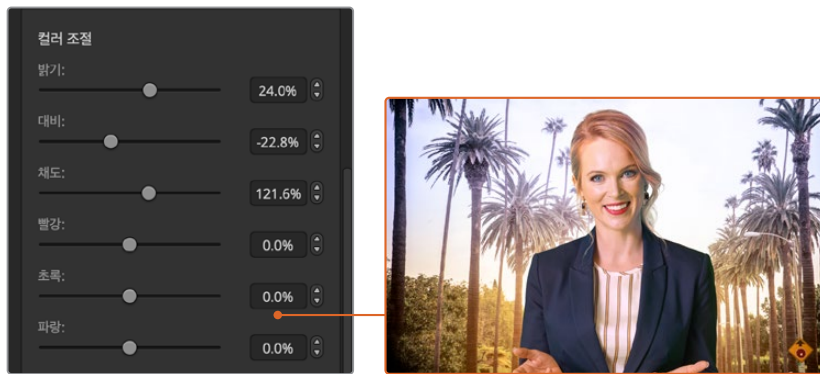 컬러 조절
밝기:
24.0%
대비:
-22.8%
채도:
121.6%
빨강:
0.0%
초록:
0.0%
파랑:
0.0%